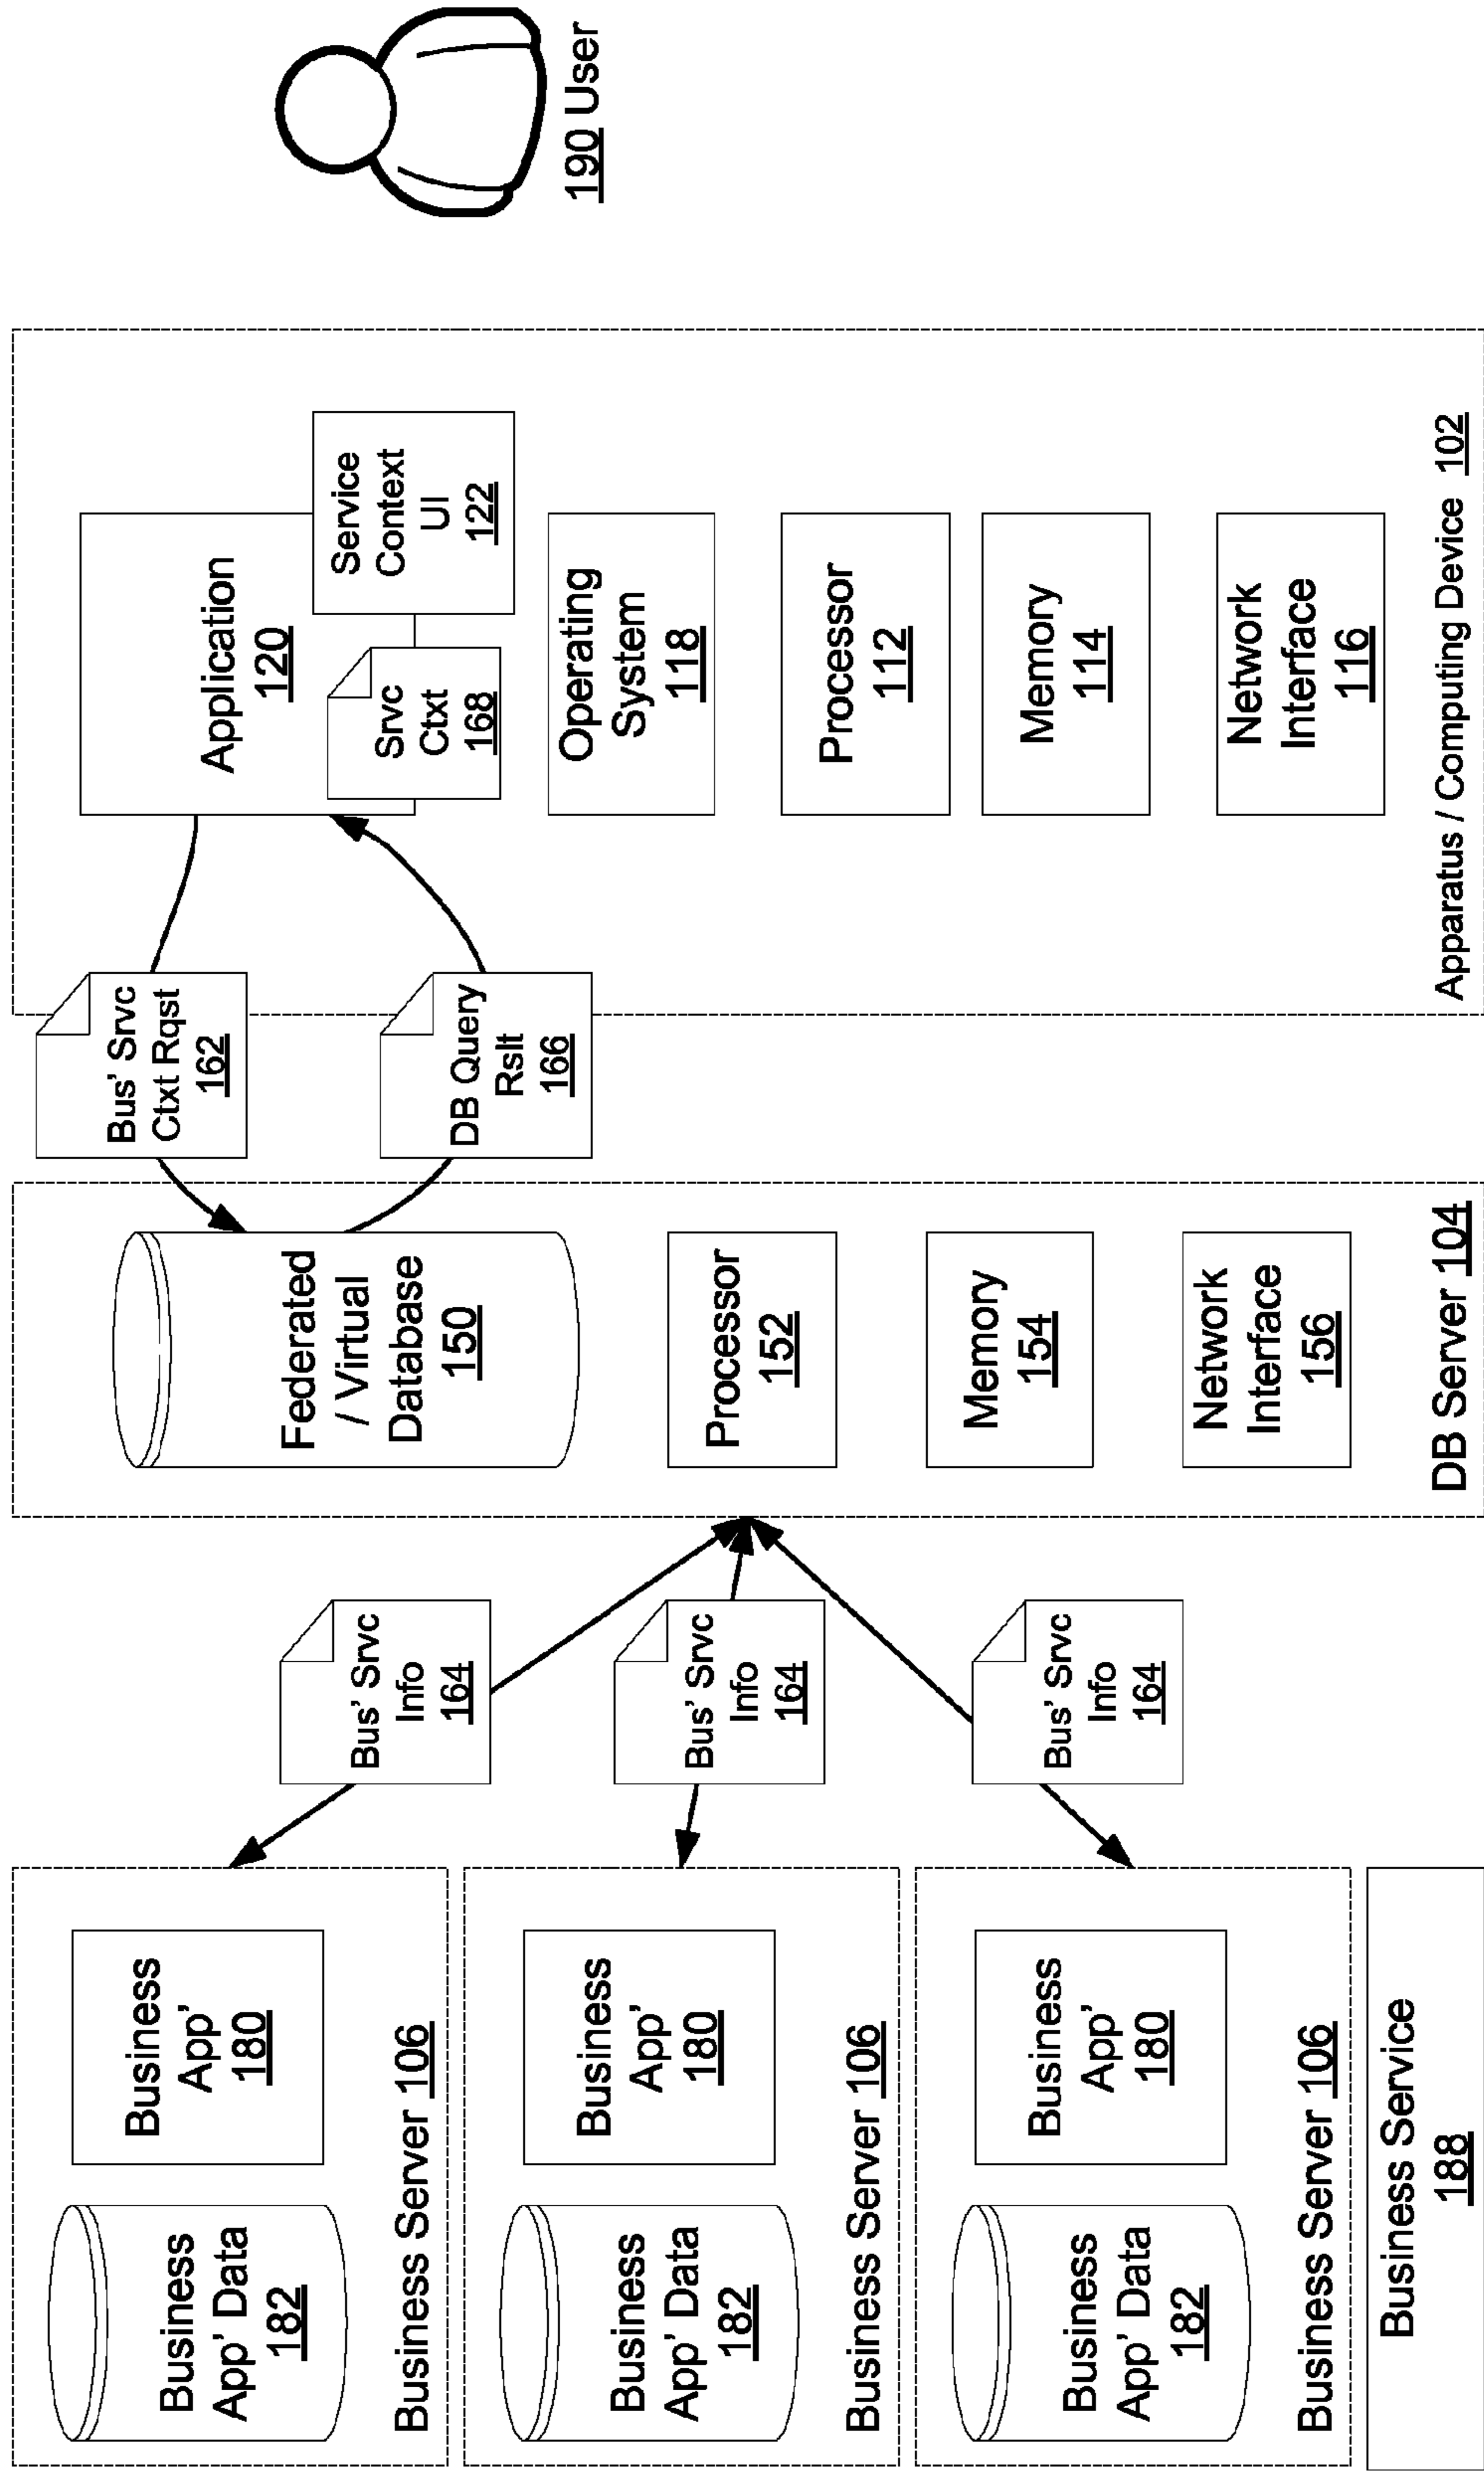 Business
App' Data
182
Business
App'
180
Business Server 106
Business
App' Data
182
Business
App'
180
Business Server 106
Business
App' Data
182
Business
App'
180
Business Server 106
Business Service
188
Bus' Srvc
Info
164
Bus' Srvc
Info
164
Bus' Srvc
Info
164
Federated
/ Virtual
Database
150
Processor
152
Memory
154
Network
Interface
156
DB Server 104
Bus' Srvc
Ctxt Rqst
162
DB Query
Rslt
166
Application
120
Srvc
Ctxt
168
Service
Context
UI
122
Operating
System
118
Processor
112
Memory
114
Network
Interface
116
Apparatus / Computing Device 102
190 User